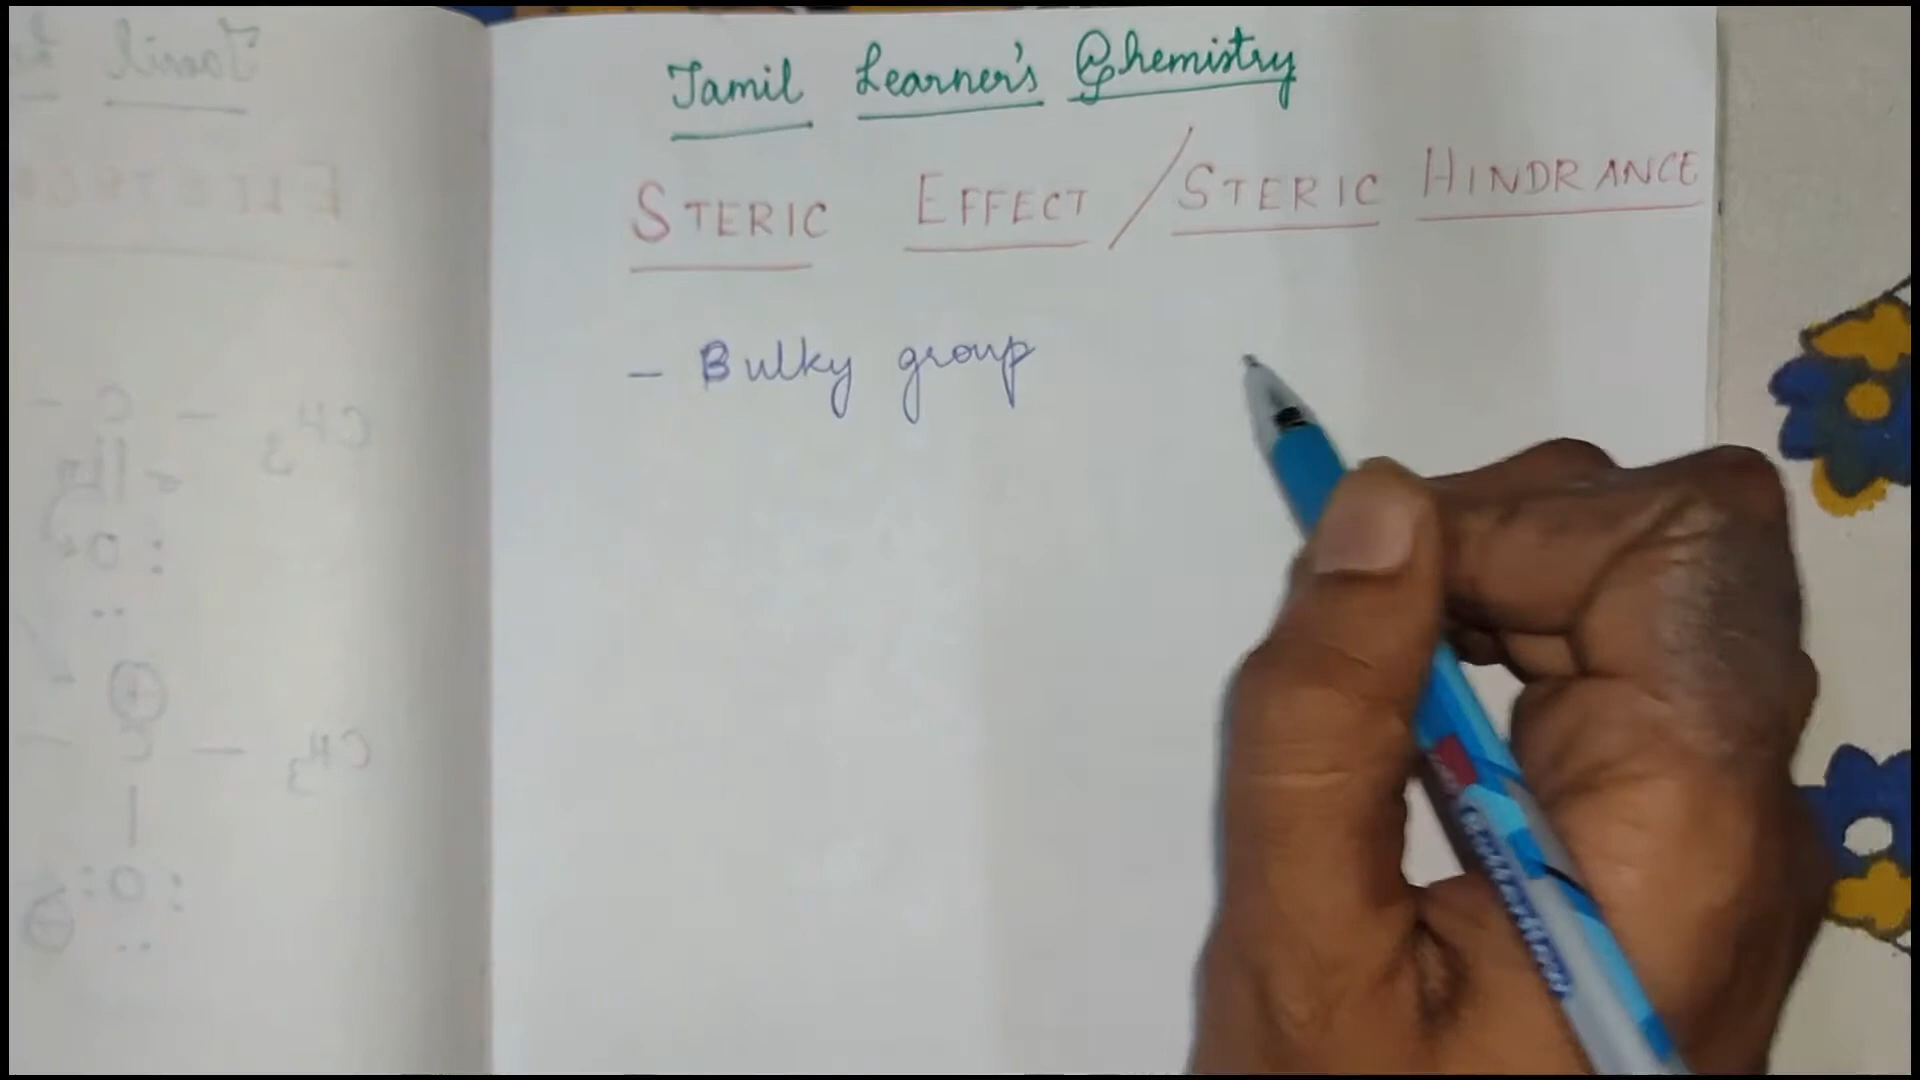 Tamil Learner's Chemistry
STERIC EFFECT / STERIC HINDRANCE
- Bulky group